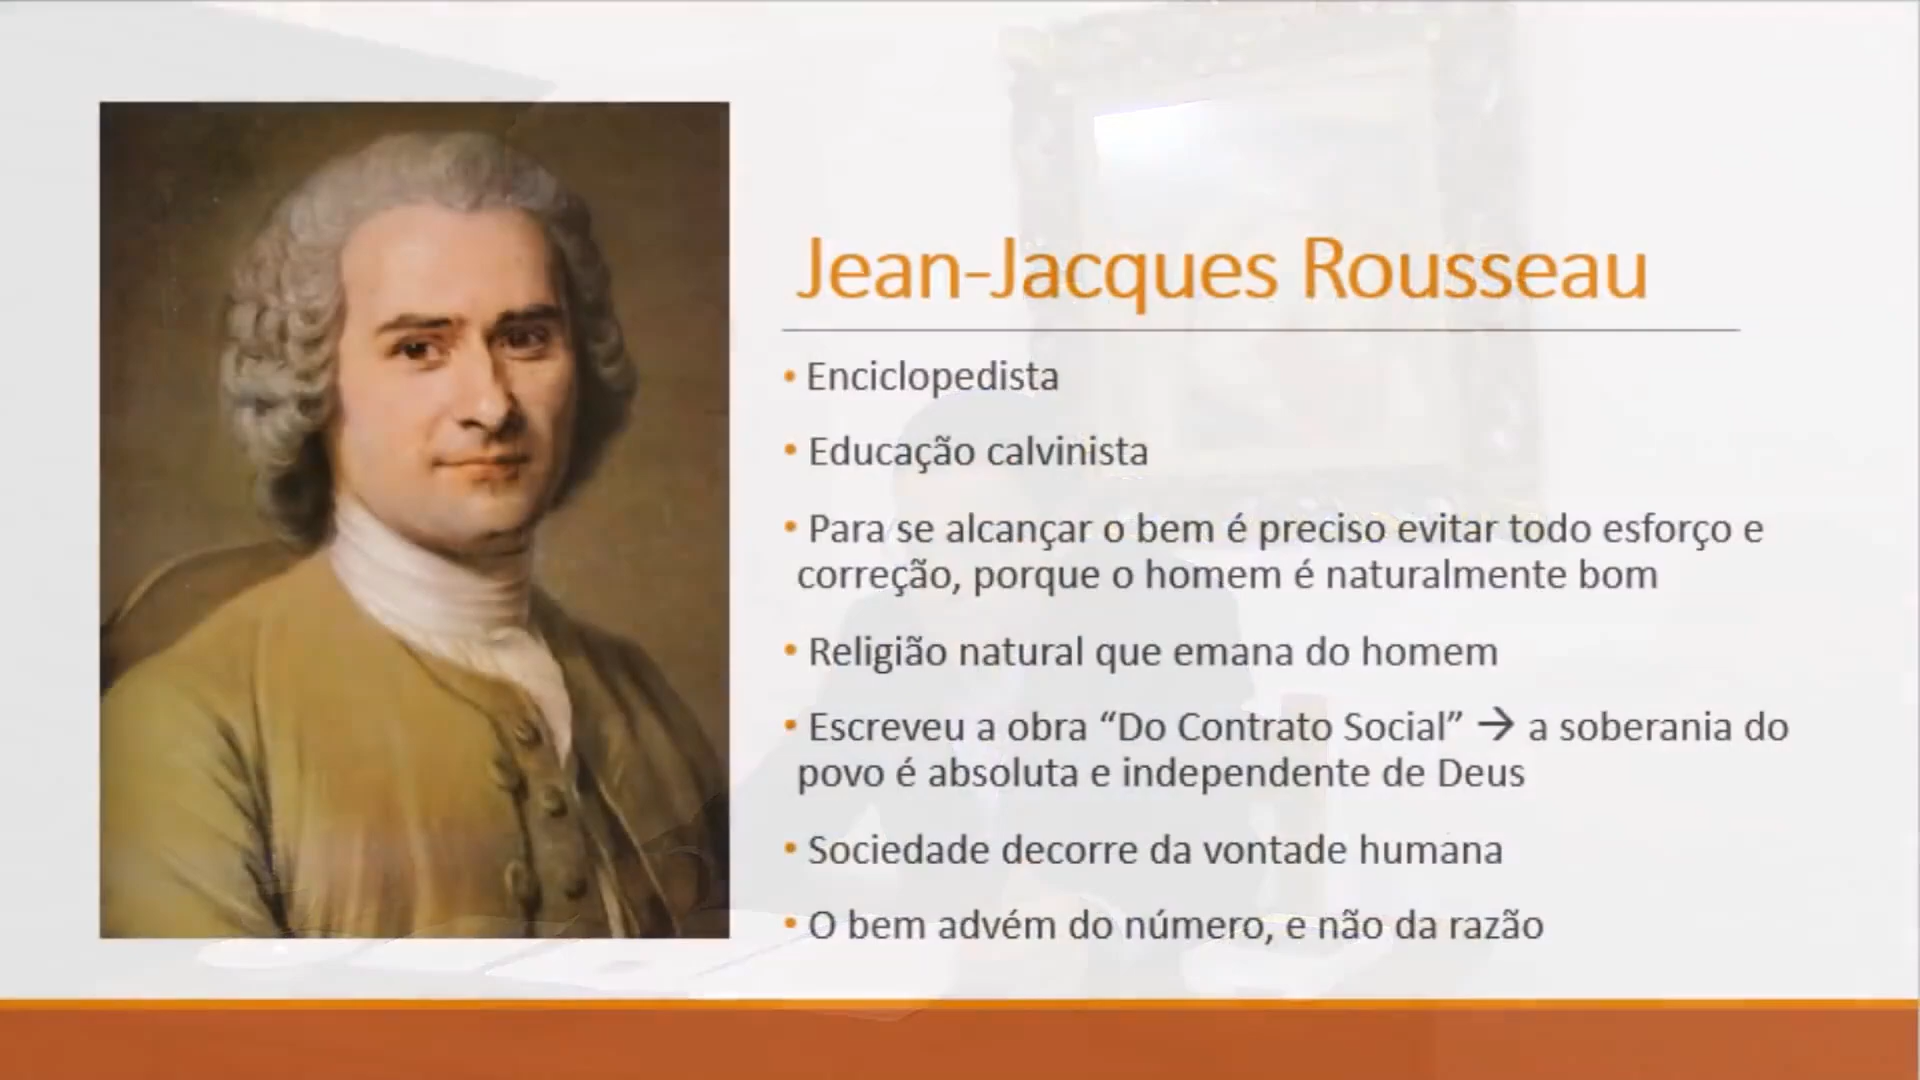 Jean-Jacques Rousseau
• Enciclopedista
• Educação calvinista
• Para se alcançar o bem é preciso evitar todo esforço e
correção, porque o homem é naturalmente bom
• Religião natural que emana do homem
• Escreveu a obra “Do Contrato Social” → a soberania do
povo é absoluta e independente de Deus
• Sociedade decorre da vontade humana
• O bem advém do número, e não da razão